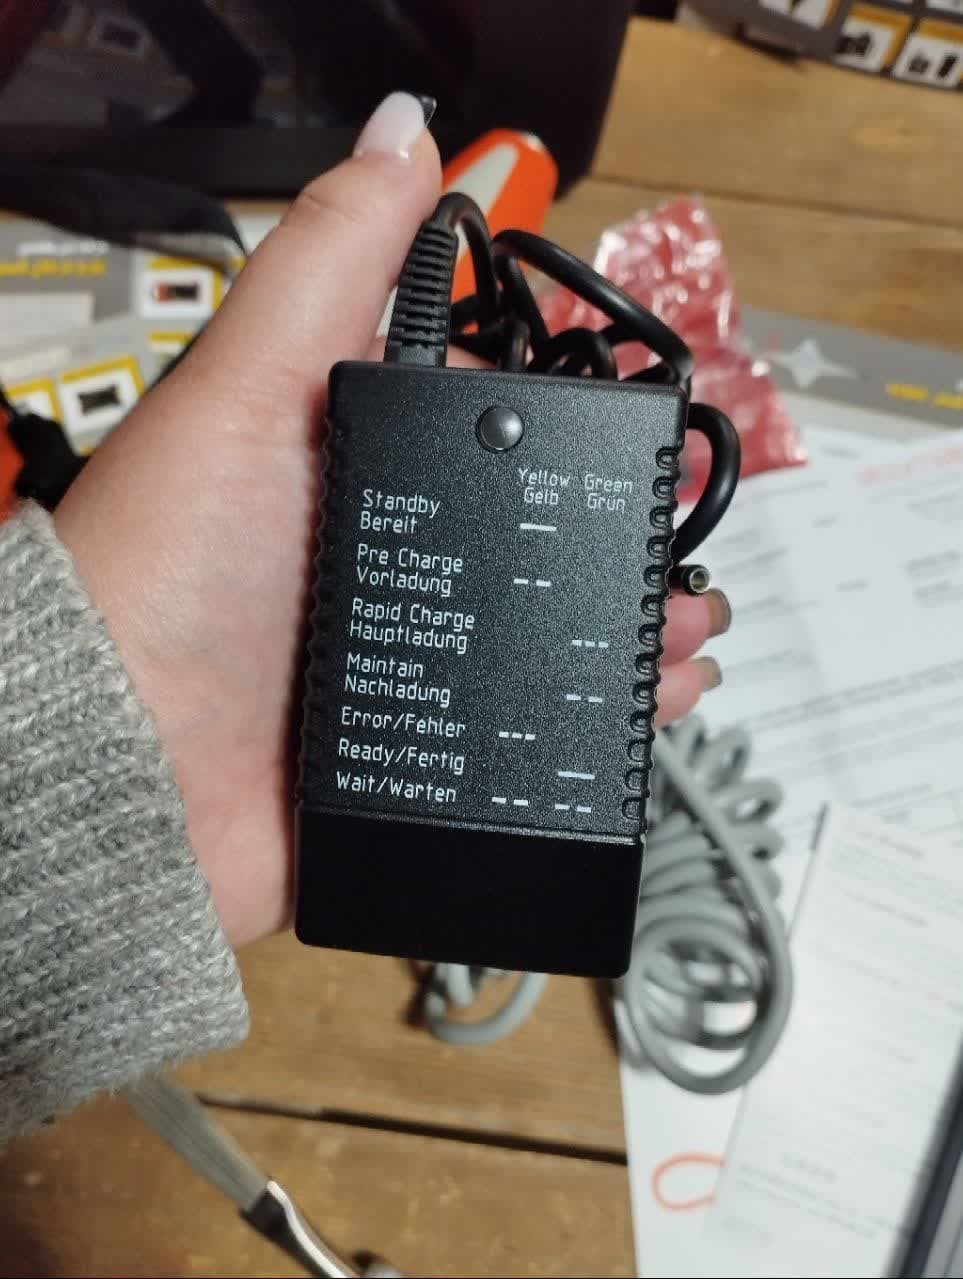 Yellow Green
Gelb Grün
Standby
Bereit
Pre Charge
Vorladung
Rapid Charge
Hauptladung
Maintain
Nachladung
Error/Fehler
Ready/Fertig
Wait/Warten